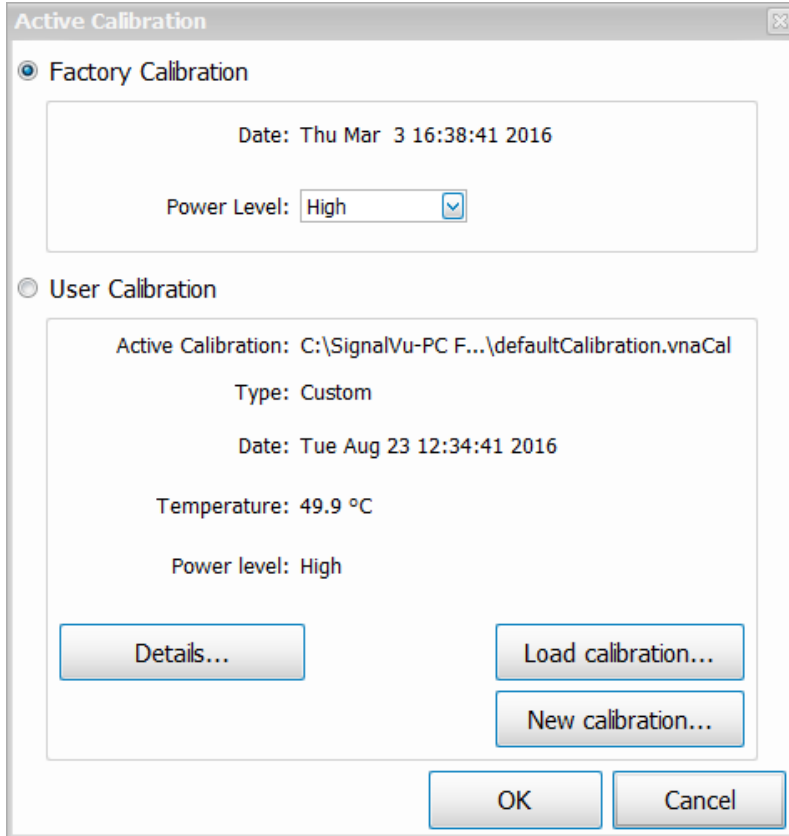 Active Calibration
Factory Calibration
Date: Thu Mar  3 16:38:41 2016
Power Level: High
User Calibration
Active Calibration: C:\SignalVu-PC F...\defaultCalibration.vnaCal
Type: Custom
Date: Tue Aug 23 12:34:41 2016
Temperature: 49.9 ºC
Power level: High
Details... Load calibration...
New calibration...
OK Cancel